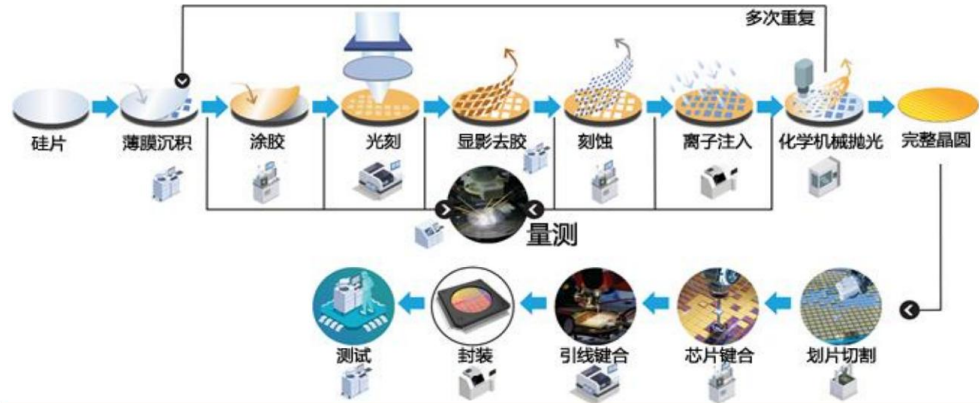 多次重复
硅片
薄膜沉积
涂胶
光刻
显影去胶
刻蚀
离子注入
化学机械抛光
完整晶圆
量测
测试
封装
引线键合
芯片键合
划片切割